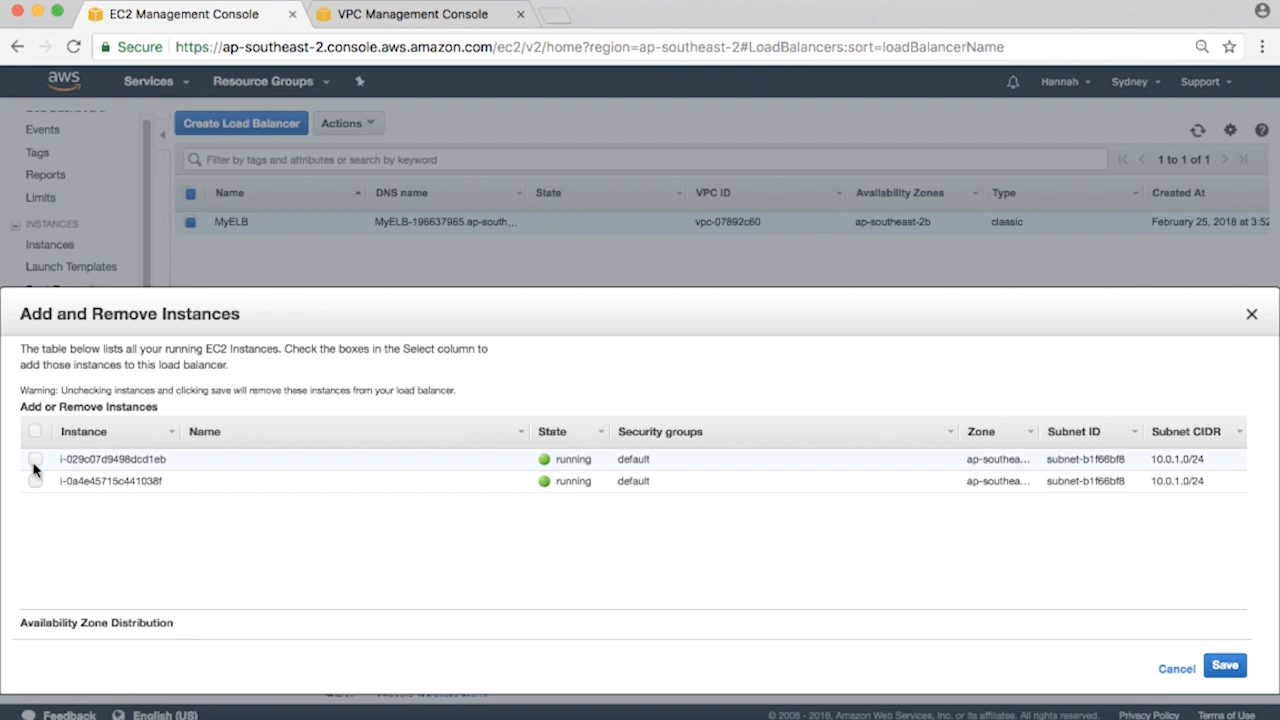 EC2 Management Console
VPC Management Console
Secure https://ap-southeast-2.console.aws.amazon.com/ec2/v2/home?region=ap-southeast-2#LoadBalancers:sort=loadBalancerName
aws Services Resource Groups Hannah Sydney Support
Events
Tags
Reports
Limits
INSTANCES
Instances
Launch Templates
Create Load Balancer Actions
Filter by tags and attributes or search by keyword 1 to 1 of 1
Name DNS name State VPC ID Availability Zones Type Created At
MyELB MyELB-196637965.ap-south... vpc-07892c60 ap-southeast-2b classic February 25, 2018 at 3:52
Add and Remove Instances
The table below lists all your running EC2 Instances. Check the boxes in the Select column to
add those instances to this load balancer.
Warning: Unchecking instances and clicking save will remove these instances from your load balancer.
Add or Remove Instances
Instance Name State Security groups Zone Subnet ID Subnet CIDR
i-029c07d9498dcd1eb running default ap-southea... subnet-b1f66bf8 10.0.1.0/24
i-0a4e45715c441038f running default ap-southea... subnet-b1f66bf8 10.0.1.0/24
Availability Zone Distribution
Cancel Save
Feedback English (US) © 2008 - 2018, Amazon Web Services, Inc. or its affiliates. All rights reserved. Privacy Policy Terms of Use